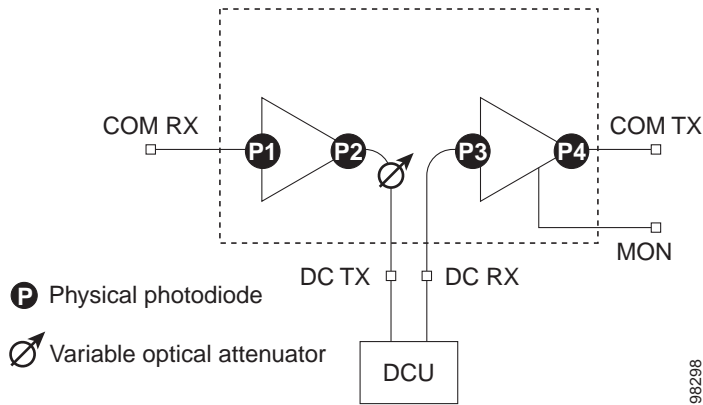 COM RX
P1
P2
P3
P4
COM TX
MON
DC TX
DC RX
P Physical photodiode
Variable optical attenuator
DCU
98298